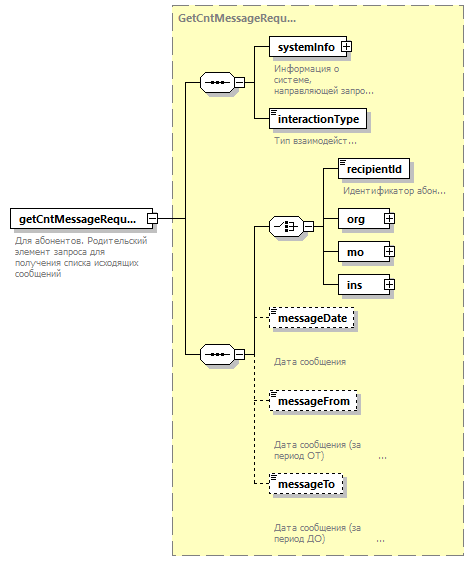 GetCntMessageRequ...
systemInfo
Информация о
системе,
направляющей запро...
interactionType
Тип взаимодейст...
recipientId
Идентификатор абон...
getCntMessageRequ...
Для абонентов. Родительский
элемент запроса для
получения списка исходящих
сообщений
org
mo
ins
messageDate
Дата сообщения
messageFrom
Дата сообщения (за
период ОТ) ...
messageTo
Дата сообщения (за
период ДО) ...